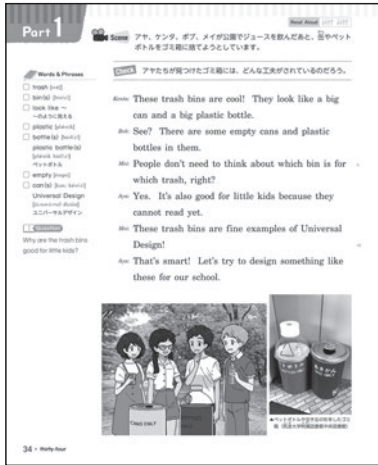 Part 1
Read Aloud
Scene アヤ、ケンタ、ボブ、メイが公園でジュースを飲んだあと、缶やペット
ボトルをゴミ箱に捨てようとしています。
Check アヤたちが見つけたゴミ箱には、どんな工夫がされているのだろう。
Words & Phrases
trash
bin(s)
look like ~
~のように見える
plastic
bottle(s)
plastic bottle(s)
ペットボトル
empty
can(s)
Universal Design
ユニバーサルデザイン
Question
Why are the trash bins
good for little kids?
Kenta: These trash bins are cool! They look like a big
can and a big plastic bottle.
Bob: See? There are some empty cans and plastic
bottles in them.
Mei: People don't need to think about which bin is for
which trash, right?
Aya: Yes. It's also good for little kids because they
cannot read yet.
Mei: These trash bins are fine examples of Universal
Design!
Aya: That's smart! Let's try to design something like
these for our school.
CANS ONLY
34 • thirty-four